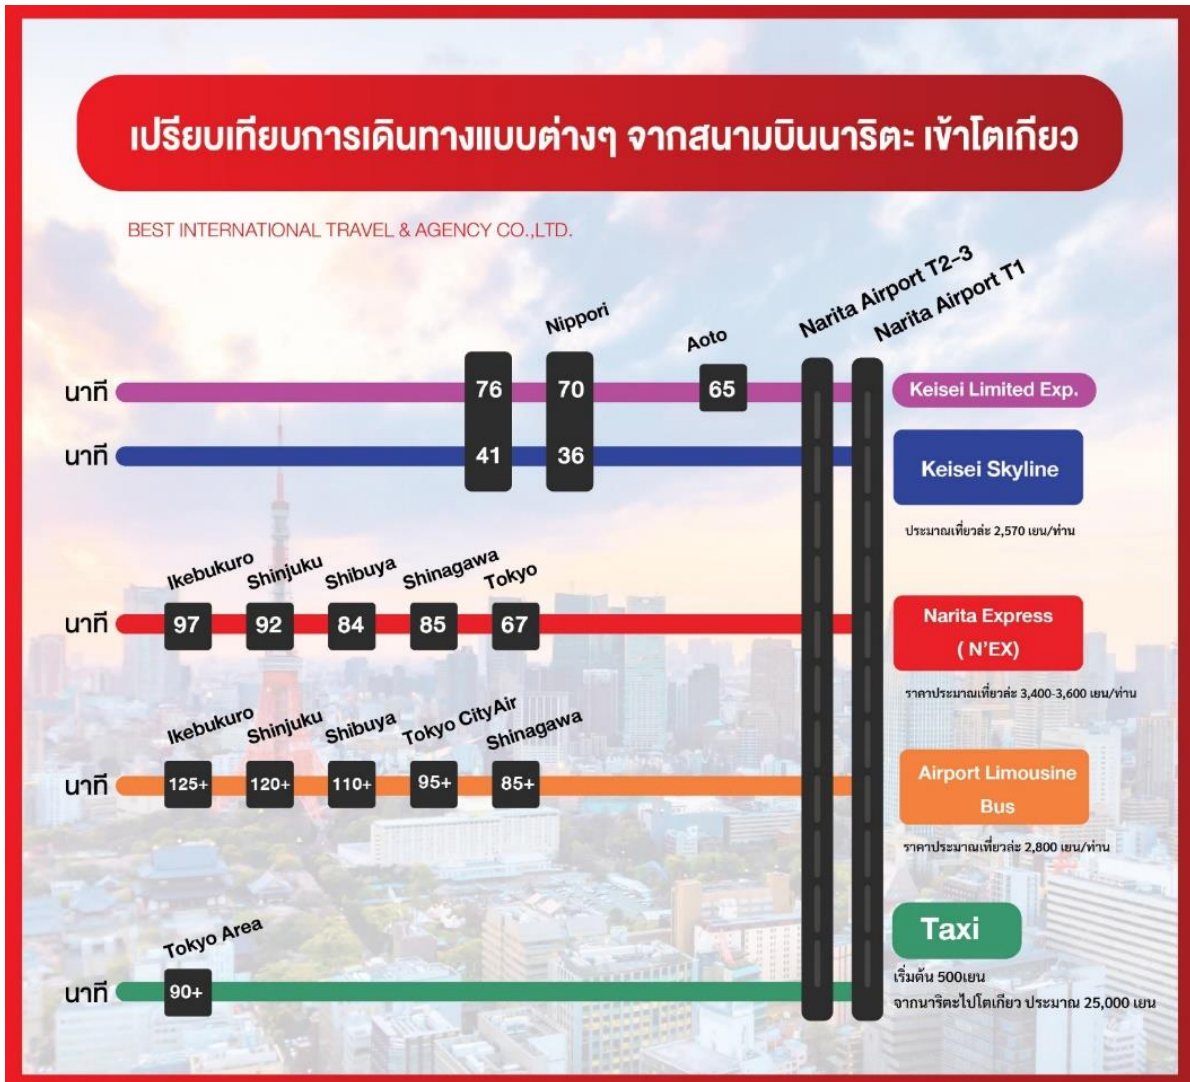 เปรียบเทียบการเดินทางแบบต่างๆ จากสนามบินนาริตะ เข้าโตเกียว
BEST INTERNATIONAL TRAVEL & AGENCY CO.,LTD.
Nippori
Aoto
Narita Airport T2-3
Narita Airport T1
นาที
76
70
65
Keisei Limited Exp.
นาที
41
36
Keisei Skyline
ประมาณเที่ยวล่ะ 2,570 เยน/ท่าน
Ikebukuro
Shinjuku
Shibuya
Shinagawa
Tokyo
นาที
97
92
84
85
67
Narita Express
( N'EX)
ราคาประมาณเที่ยวล่ะ 3,400-3,600 เยน/ท่าน
Ikebukuro
Shinjuku
Shibuya
Tokyo CityAir
Shinagawa
นาที
125+
120+
110+
95+
85+
Airport Limousine
Bus
ราคาประมาณเที่ยวล่ะ 2,800 เยน/ท่าน
Tokyo Area
นาที
90+
Taxi
เริ่มต้น 500เยน
จากนาริตะไปโตเกียว ประมาณ 25,000 เยน